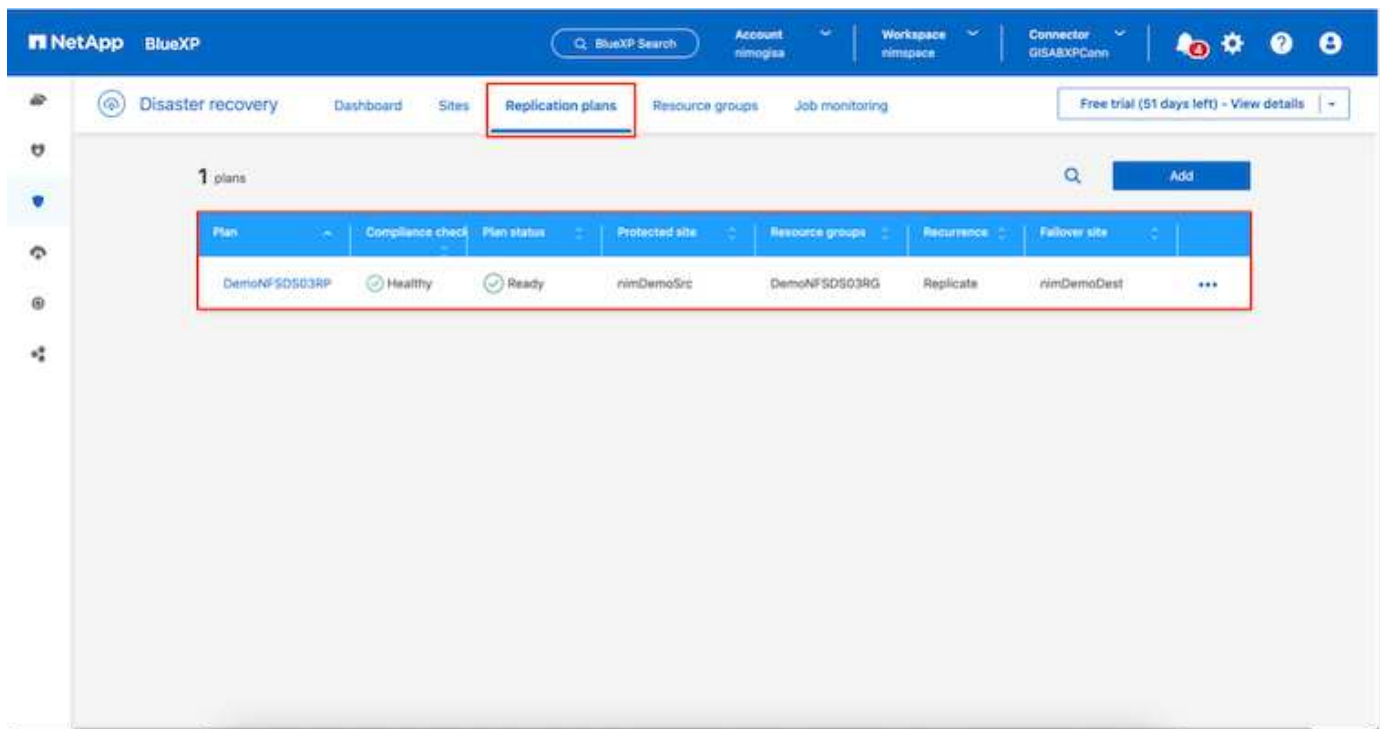 NetApp BlueXP
BlueXP Search
Account
nimogisa
Workspace
nimspace
Connector
GISABXPConn
4
Disaster recovery
Dashboard
Sites
Replication plans
Resource groups
Job monitoring
Free trial (51 days left) - View details
1 plans
Add
Plan
Compliance check
Plan status
Protected site
Resource groups
Recurrence
Failover site
DemoNFSDS03RP
Healthy
Ready
nimDemoSrc
DemoNFSDS03RG
Replicate
nimDemoDest